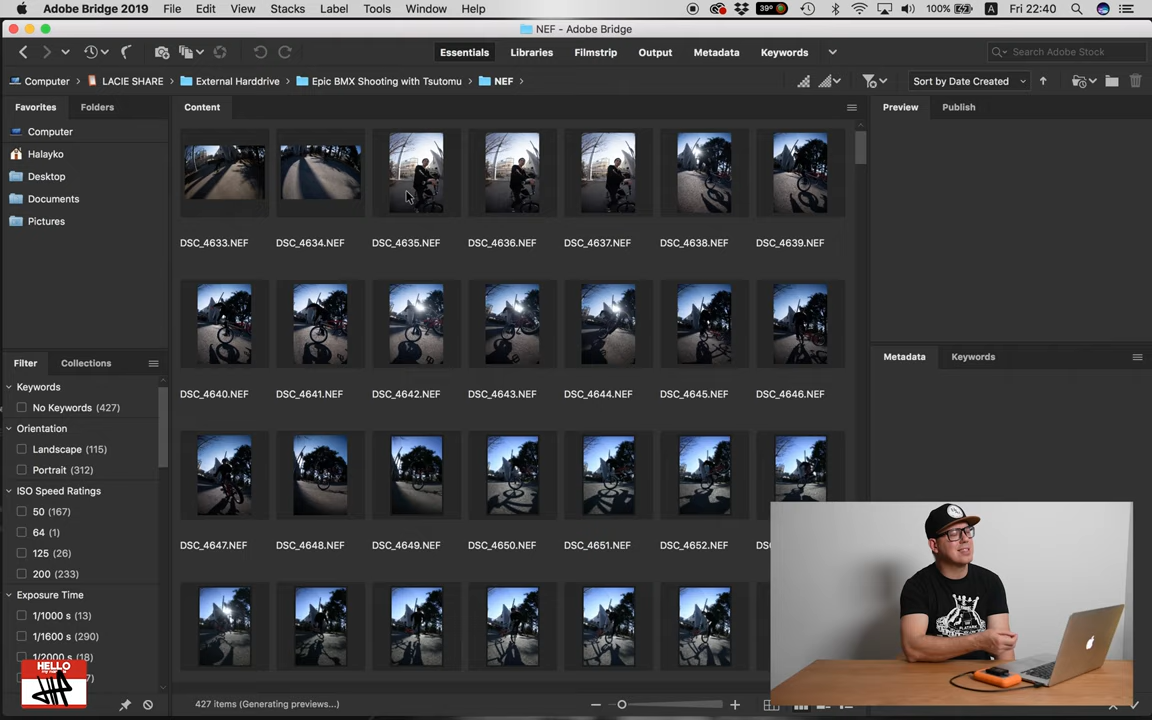 Adobe Bridge 2019 File Edit View Stacks Label Tools Window Help 39° 100% A Fri 22:40
NEF – Adobe Bridge
Essentials Libraries Filmstrip Output Metadata Keywords Search Adobe Stock
Computer LACIE SHARE External Harddrive Epic BMX Shooting with Tsutomu NEF Sort by Date Created
Favorites Folders
Computer
Halayko
Desktop
Documents
Pictures
Content
Preview Publish
DSC_4633.NEF DSC_4634.NEF DSC_4635.NEF DSC_4636.NEF DSC_4637.NEF DSC_4638.NEF DSC_4639.NEF
DSC_4640.NEF DSC_4641.NEF DSC_4642.NEF DSC_4643.NEF DSC_4644.NEF DSC_4645.NEF DSC_4646.NEF
DSC_4647.NEF DSC_4648.NEF DSC_4649.NEF DSC_4650.NEF DSC_4651.NEF DSC_4652.NEF
Filter Collections
Keywords
No Keywords (427)
Orientation
Landscape (115)
Portrait (312)
ISO Speed Ratings
50 (167)
64 (1)
125 (26)
200 (233)
Exposure Time
1/1000 s (13)
1/1600 s (290)
1/2000 s (18)
Metadata Keywords
HELLO
427 items (Generating previews...)